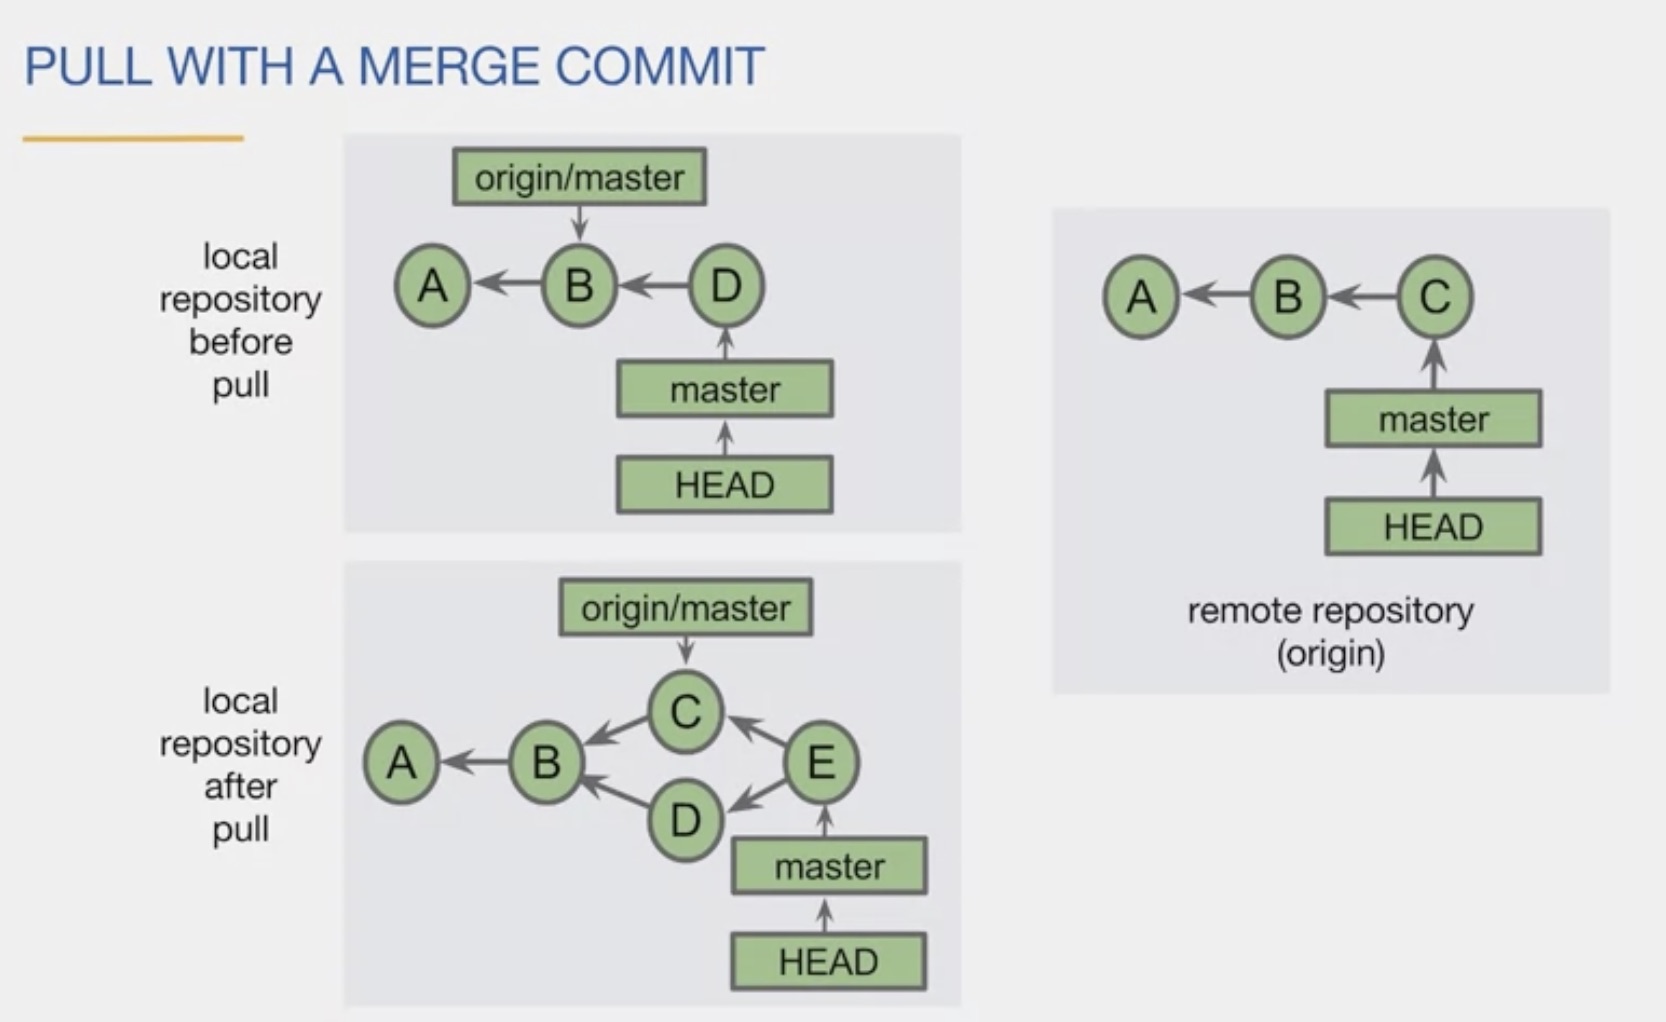 PULL WITH A MERGE COMMIT
local
repository
before
pull
origin/master
A
B
D
master
HEAD
A
B
C
master
HEAD
remote repository
(origin)
local
repository
after
pull
origin/master
C
A
B
E
D
master
HEAD